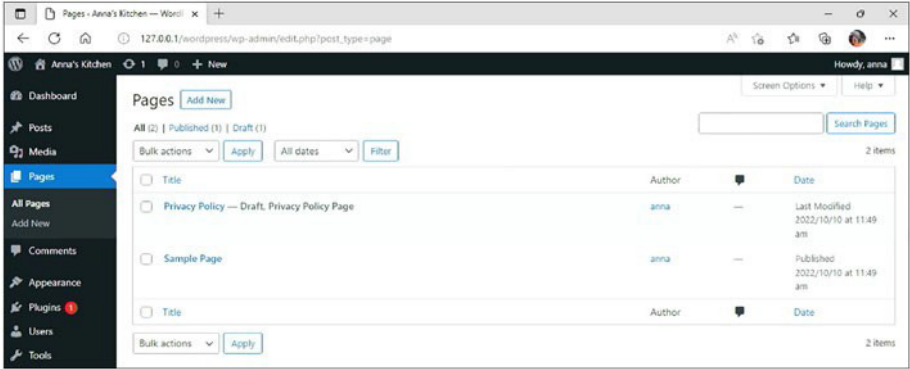 Pages ‹ Anna's Kitchen — Word
127.0.0.1/wordpress/wp-admin/edit.php?post_type=page
Anna's Kitchen 1 0 + New Howdy, anna
Dashboard
Posts
Media
Pages
All Pages
Add New
Comments
Appearance
Plugins 1
Users
Tools
Screen Options ▼ Help ▼
Pages Add New
All (2) | Published (1) | Draft (1)
Search Pages
Bulk actions Apply All dates Filter 2 items
Title Author Date
Privacy Policy — Draft, Privacy Policy Page anna — Last Modified
2022/10/10 at 11:49
am
Sample Page anna — Published
2022/10/10 at 11:49
am
Title Author Date
Bulk actions Apply 2 items